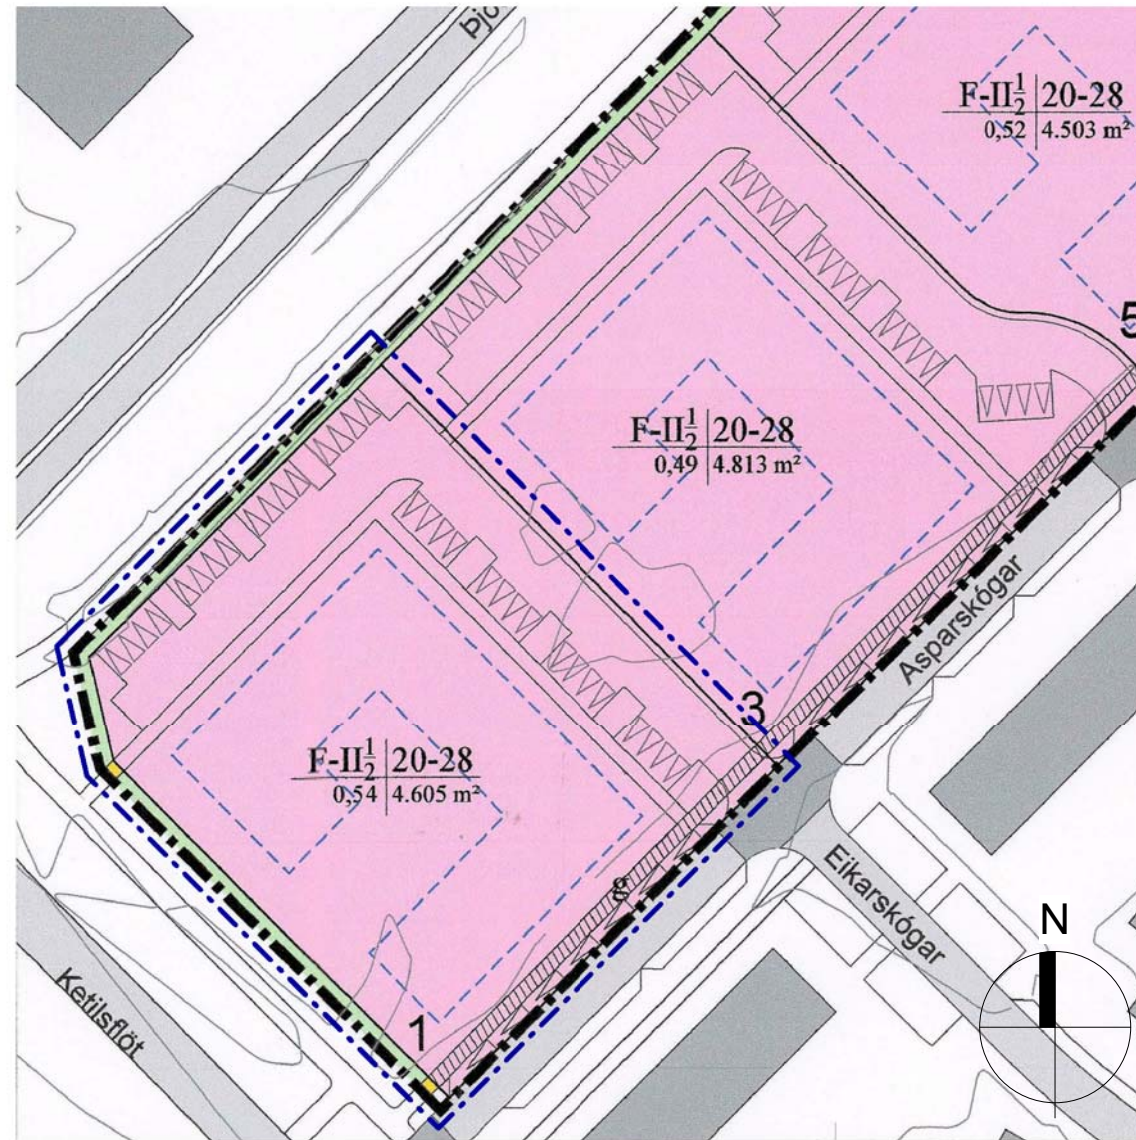 F-II½ 20-28
0,52 4.503 m²
5
F-II½ 20-28
0,49 4.813 m²
Asparskógar
3
F-II½ 20-28
0,54 4.605 m²
g
Eikarskógar
N
Ketilsflöt
1